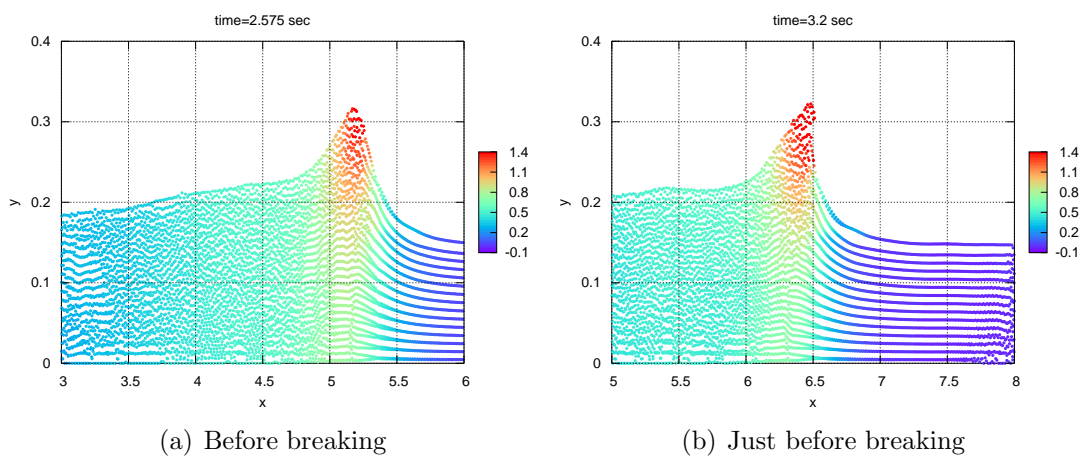 time=2.575 sec
0.4
0.3
0.2
0.1
0
y
3 3.5 4 4.5 5 5.5 6
x
1.4
1.1
0.8
0.5
0.2
-0.1
(a) Before breaking
time=3.2 sec
0.4
0.3
0.2
0.1
0
y
5 5.5 6 6.5 7 7.5 8
x
1.4
1.1
0.8
0.5
0.2
-0.1
(b) Just before breaking